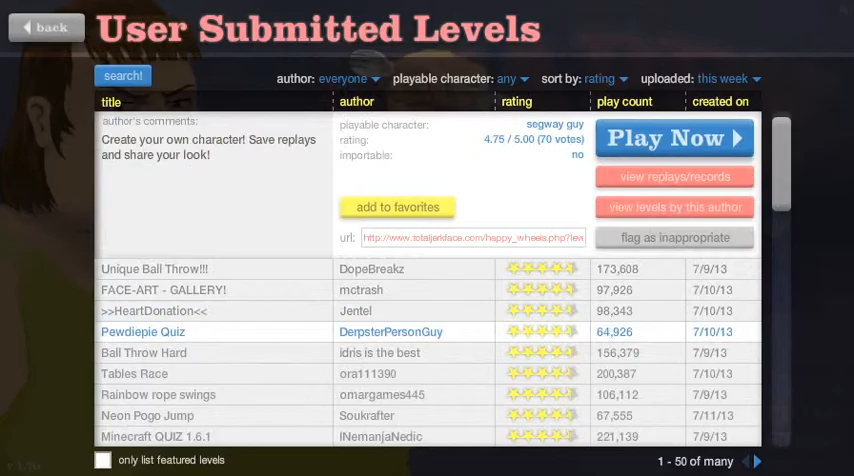 back
User Submitted Levels
search!
author: everyone playable character: any sort by: rating uploaded: this week
title author rating play count created on
author's comments:
Create your own character! Save replays
and share your look!
playable character: segway guy
rating: 4.75 / 5.00 (70 votes)
importable: no
add to favorites
url: http://www.totaljerkface.com/happy_wheels.php?lev
Play Now
view replays/records
view levels by this author
flag as inappropriate
Unique Ball Throw!!! DopeBreakz 173,608 7/9/13
FACE-ART - GALLERY! mctrash 97,926 7/10/13
>>HeartDonation<< Jentel 98,343 7/10/13
Pewdiepie Quiz DerpsterPersonGuy 64,926 7/10/13
Ball Throw Hard idris is the best 156,379 7/9/13
Tables Race ora111390 200,387 7/10/13
Rainbow rope swings omargames445 106,112 7/9/13
Neon Pogo Jump Soukrafter 67,555 7/11/13
Minecraft QUIZ 1.6.1 INemanjaNedic 221,139 7/9/13
only list featured levels
1 - 50 of many